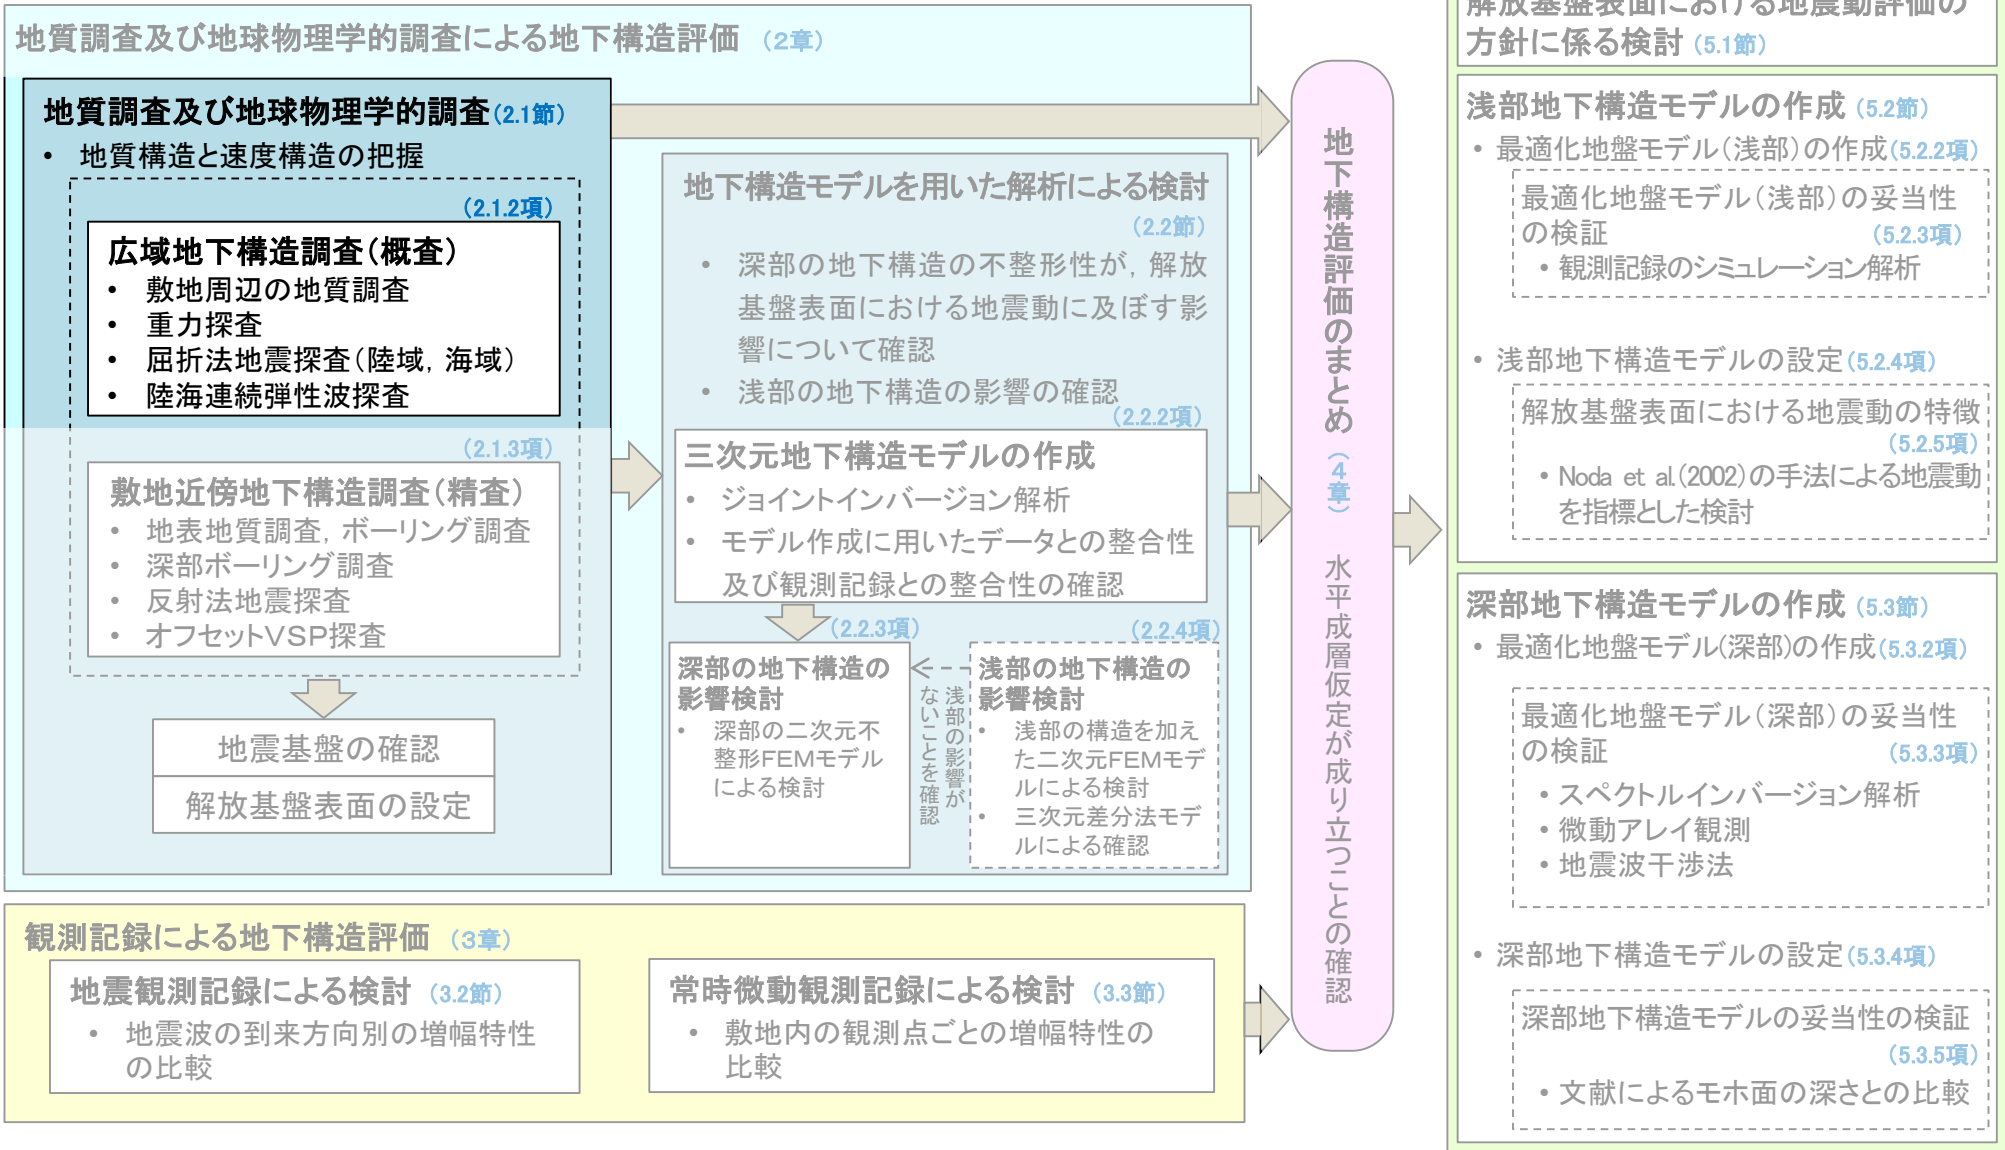 地質調査及び地球物理学的調査による地下構造評価 （2章）
地質調査及び地球物理学的調査(2.1節)
• 地質構造と速度構造の把握
(2.1.2項)
広域地下構造調査(概査)
• 敷地周辺の地質調査
• 重力探査
• 屈折法地震探査(陸域, 海域)
• 陸海連続弾性波探査
(2.1.3項)
敷地近傍地下構造調査(精査)
• 地表地質調査, ボーリング調査
• 深部ボーリング調査
• 反射法地震探査
• オフセットVSP探査
地震基盤の確認
解放基盤表面の設定
地下構造モデルを用いた解析による検討
(2.2節)
• 深部の地下構造の不整形性が, 解放
基盤表面における地震動に及ぼす影
響について確認
• 浅部の地下構造の影響の確認
(2.2.2項)
三次元地下構造モデルの作成
• ジョイントインバージョン解析
• モデル作成に用いたデータとの整合性
及び観測記録との整合性の確認
(2.2.3項)
深部の地下構造の
影響検討
• 深部の二次元不
整形FEMモデル
による検討
浅部の影響が
ないことを確認
(2.2.4項)
浅部の地下構造の
影響検討
• 浅部の構造を加え
た二次元FEMモデ
ルによる検討
• 三次元差分法モデ
ルによる確認
観測記録による地下構造評価 （3章）
地震観測記録による検討 (3.2節)
• 地震波の到来方向別の増幅特性
の比較
常時微動観測記録による検討 (3.3節)
• 敷地内の観測点ごとの増幅特性の
比較
地下構造評価のまとめ（4章） 水平成層仮定が成り立つことの確認
解放基盤表面における地震動評価の
方針に係る検討 (5.1節)
浅部地下構造モデルの作成 (5.2節)
• 最適化地盤モデル(浅部)の作成(5.2.2項)
最適化地盤モデル(浅部)の妥当性
の検証 (5.2.3項)
• 観測記録のシミュレーション解析
• 浅部地下構造モデルの設定(5.2.4項)
解放基盤表面における地震動の特徴
(5.2.5項)
• Noda et al.(2002)の手法による地震動
を指標とした検討
深部地下構造モデルの作成 (5.3節)
• 最適化地盤モデル(深部)の作成(5.3.2項)
最適化地盤モデル(深部)の妥当性
の検証 (5.3.3項)
• スペクトルインバージョン解析
• 微動アレイ観測
• 地震波干渉法
• 深部地下構造モデルの設定(5.3.4項)
深部地下構造モデルの妥当性の検証
(5.3.5項)
• 文献によるモホ面の深さとの比較